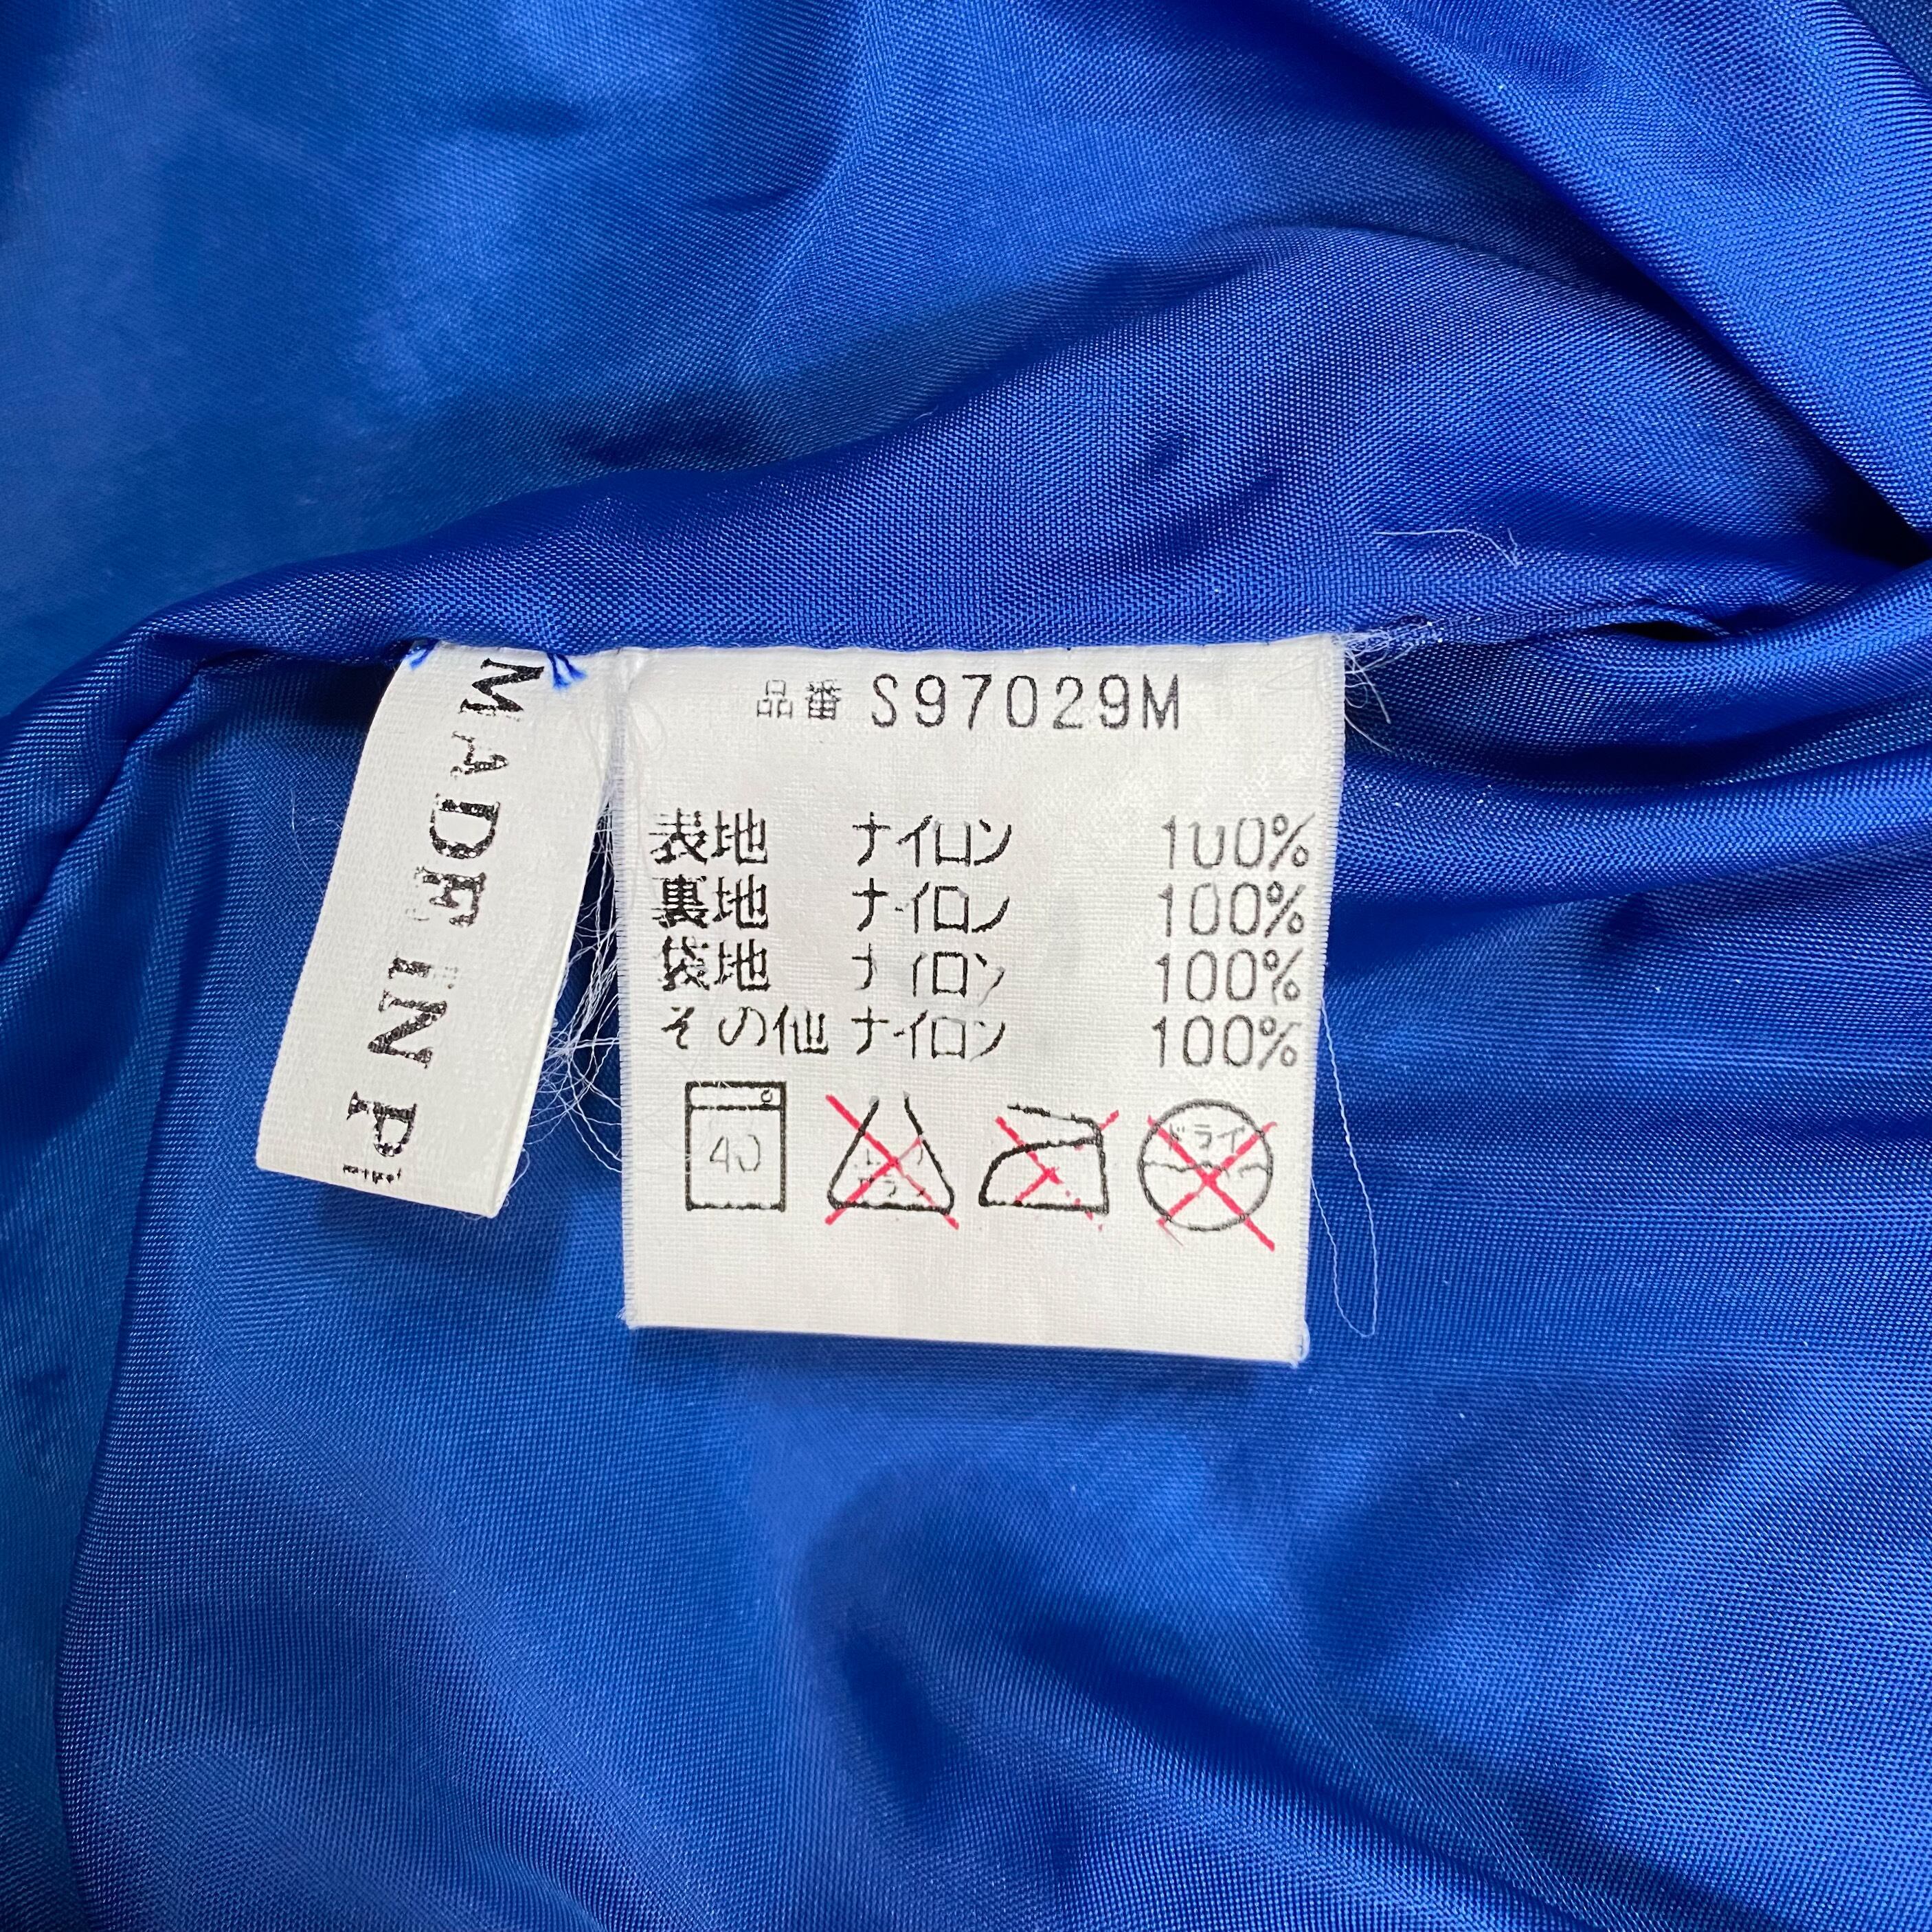 MADE IN
品番 S97029M
表地 ナイロン 100%
裏地 ナイロン 100%
袋地 ナイロン 100%
その他 ナイロン 100%
40
ドライ